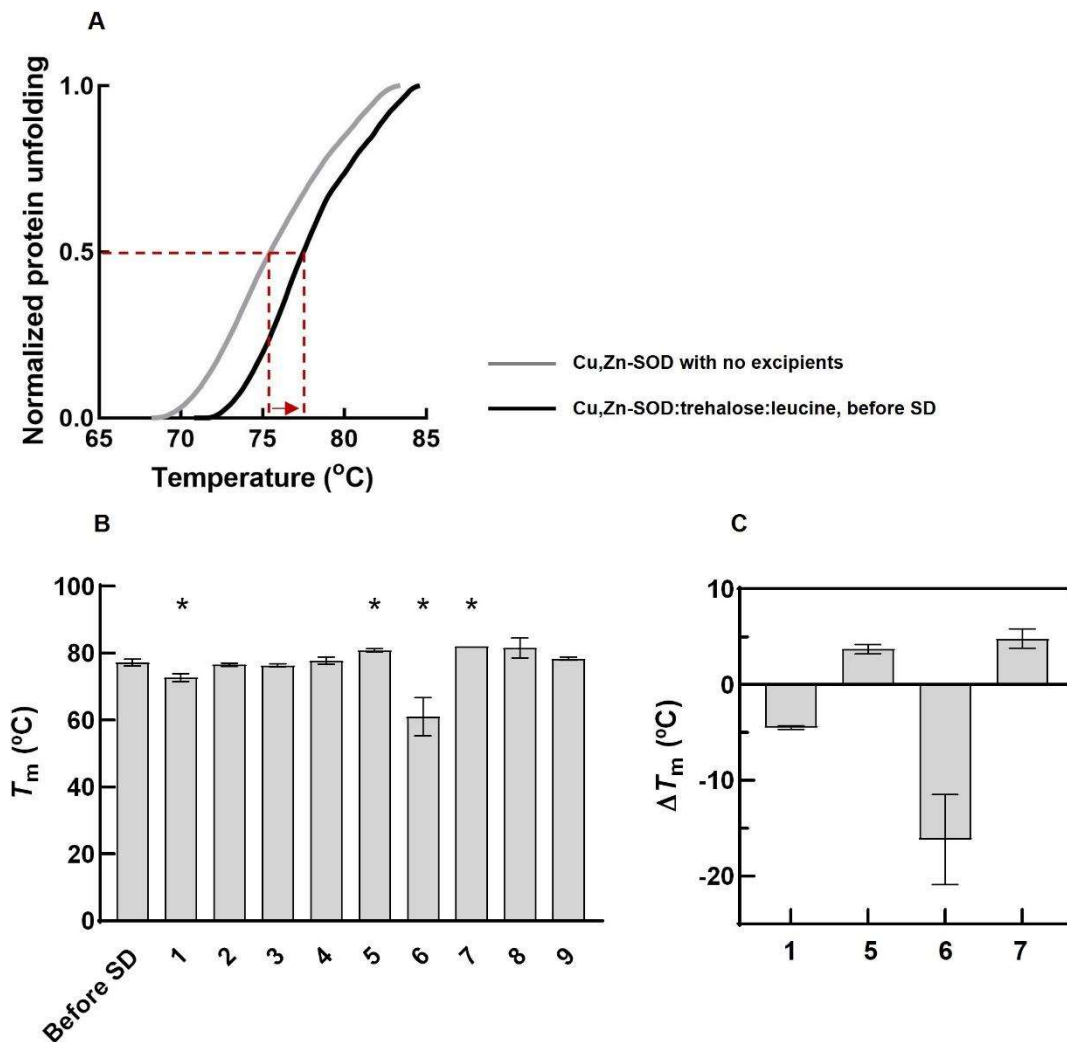 A
Normalized protein unfolding
1.0
0.5
0.0
65 70 75 80 85
Temperature (°C)
Cu,Zn-SOD with no excipients
Cu,Zn-SOD:trehalose:leucine, before SD
B
Tm (ºC)
100
80
60
40
20
0
* * * *
Before SD 1 2 3 4 5 6 7 8 9
C
ΔTm (ºC)
10
0
-10
-20
1 5 6 7